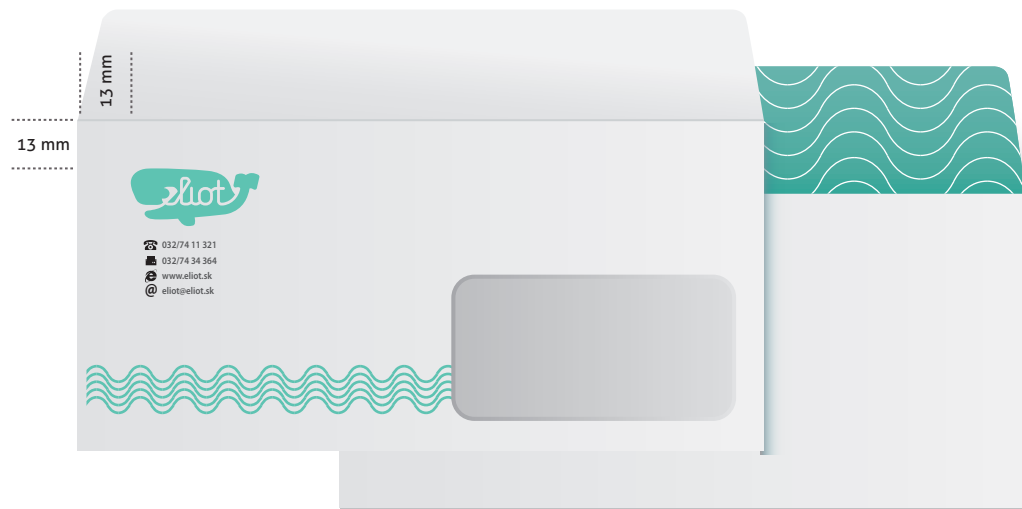 13 mm
13 mm
eliot
032/74 11 321
032/74 34 364
www.eliot.sk
@ eliot@eliot.sk